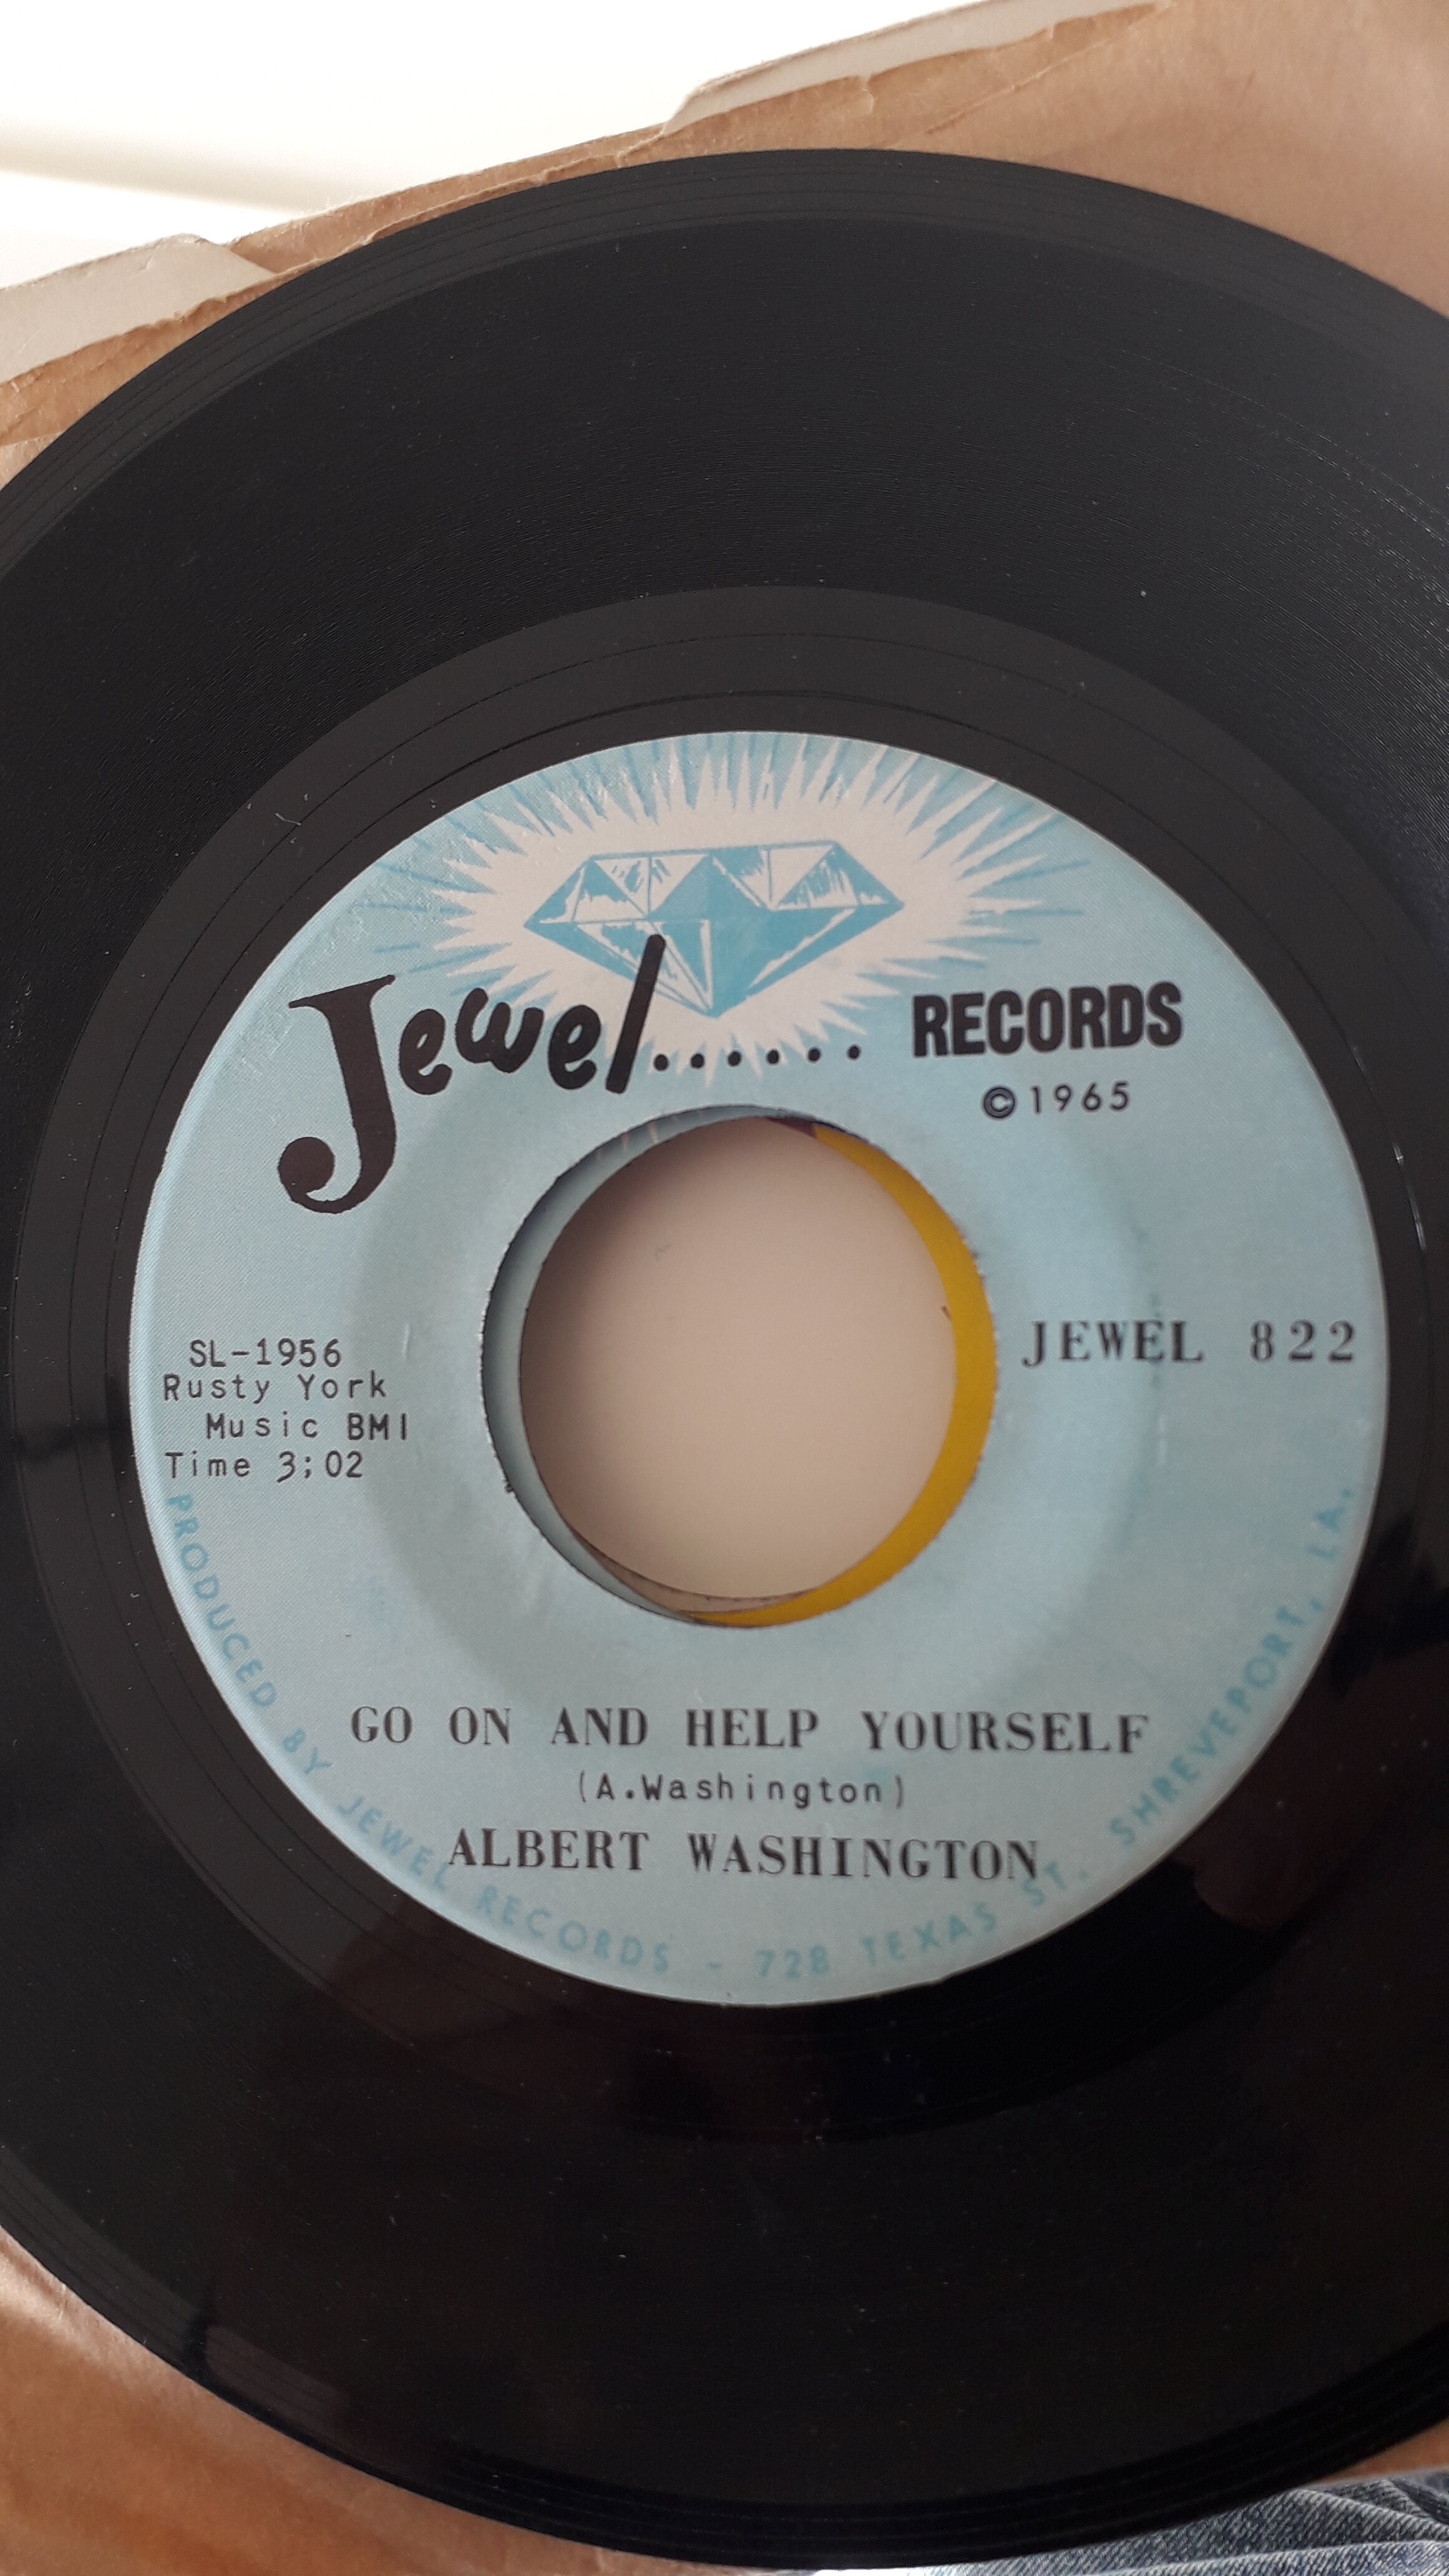 Jewel...... RECORDS
©1965
JEWEL 822
SL-1956
Rusty York
Music BMI
Time 3;02
GO ON AND HELP YOURSELF
(A.Washington)
ALBERT WASHINGTON
PRODUCED BY JEWEL RECORDS - 728 TEXAS ST. SHREVEPORT, LA.